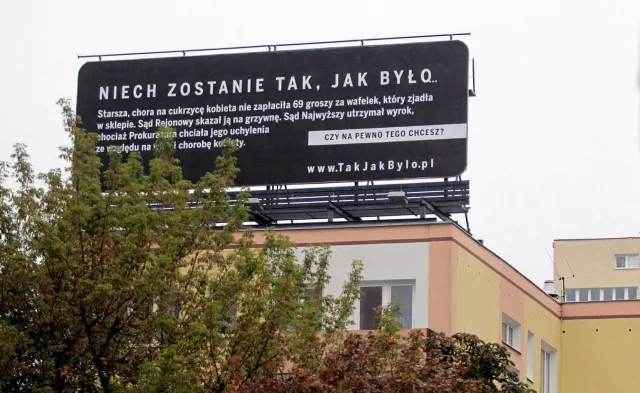 NIECH ZOSTANIE TAK, JAK BYŁO...
Starsza, chora na cukrzycę kobieta nie zapłaciła 69 groszy za wafelek, który zjadła
w sklepie. Sąd Rejonowy skazał ją na grzywnę. Sąd Najwyższy utrzymał wyrok,
chociaż Prokuratura chciała jego uchylenia
ze względu na chorobę kobiety.
CZY NA PEWNO TEGO CHCESZ?
www.TakJakBylo.pl